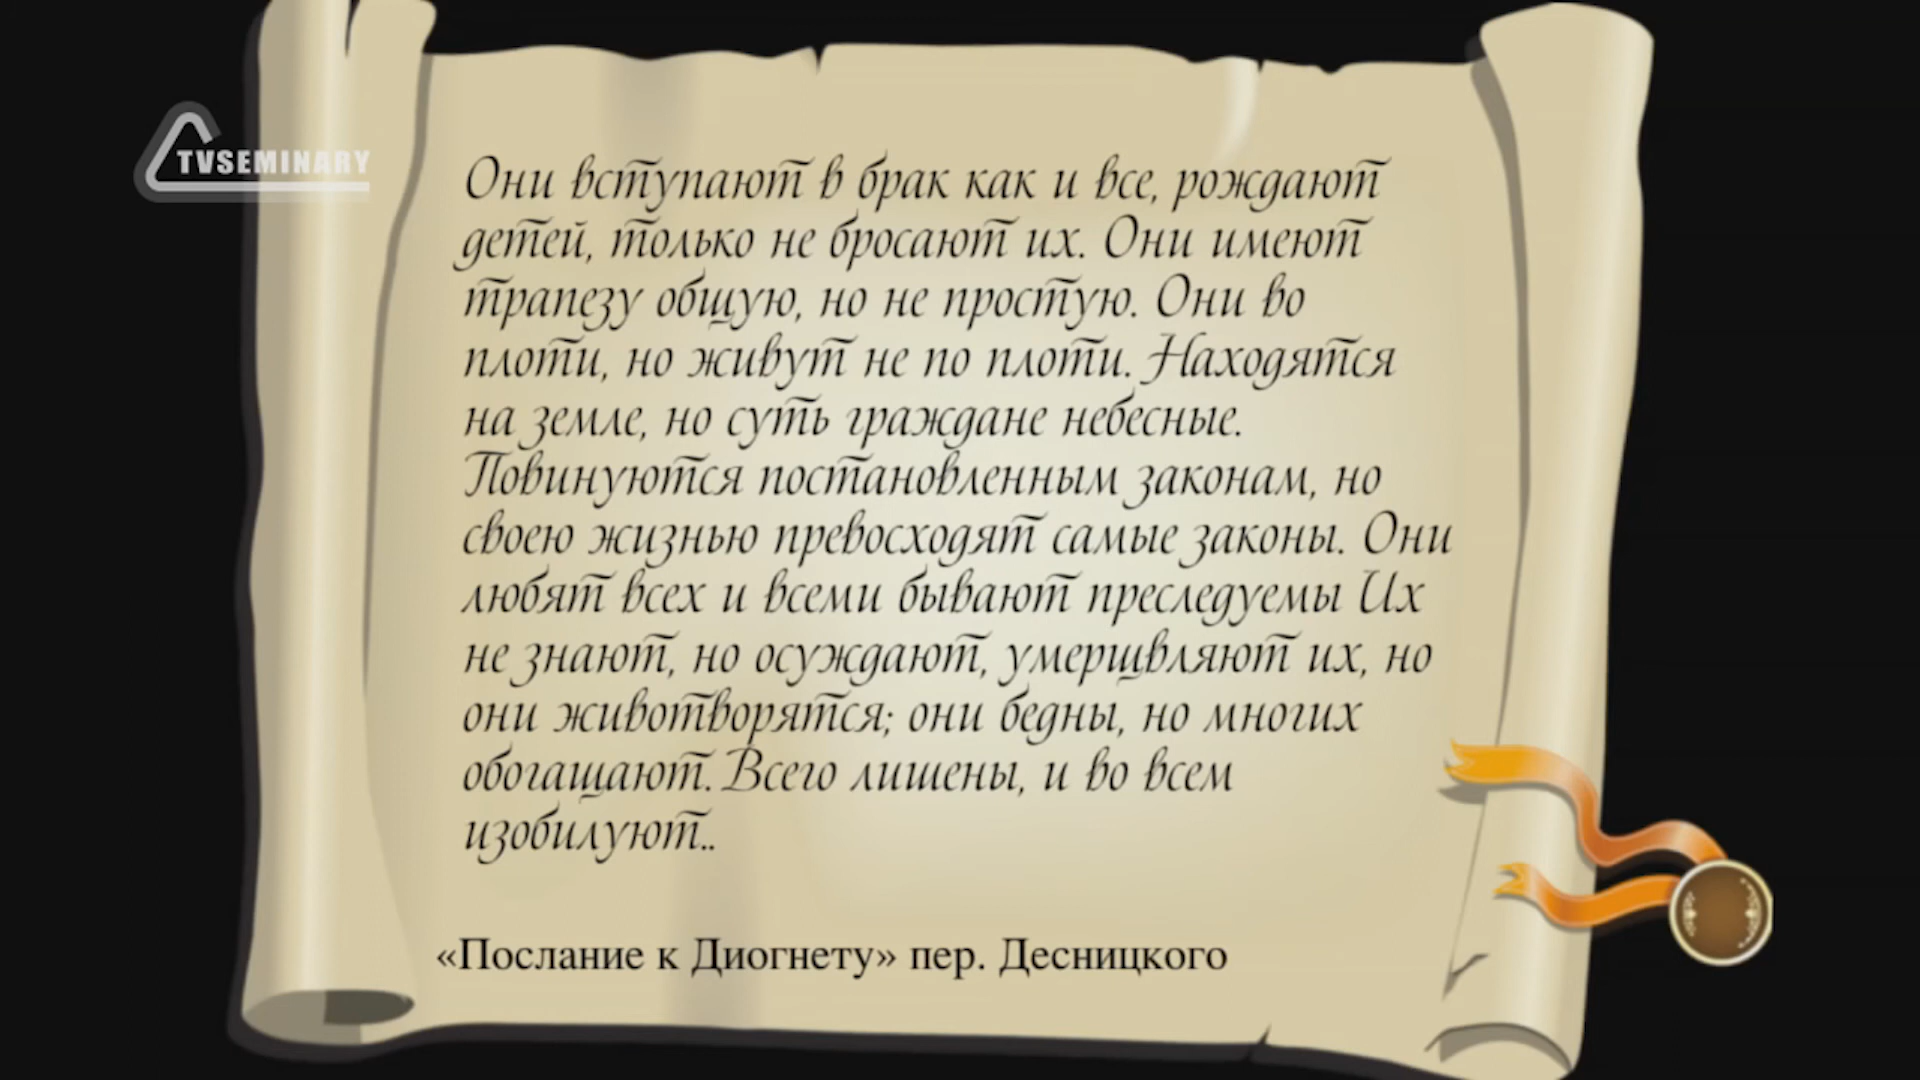 TVSEMINARY
Они вступают в брак как и все, рождают
детей, только не бросают их. Они имеют
трапезу общую, но не простую. Они во
плоти, но живут не по плоти. Находятся
на земле, но суть граждане небесные.
Повинуются постановленным законам, но
своею жизнью превосходят самые законы. Они
любят всех и всеми бывают преследуемы Их
не знают, но осуждают, умерщвляют их, но
они животворятся; они бедны, но многих
обогащают. Всего лишены, и во всем
изобилуют..
«Послание к Диогнету» пер. Десницкого